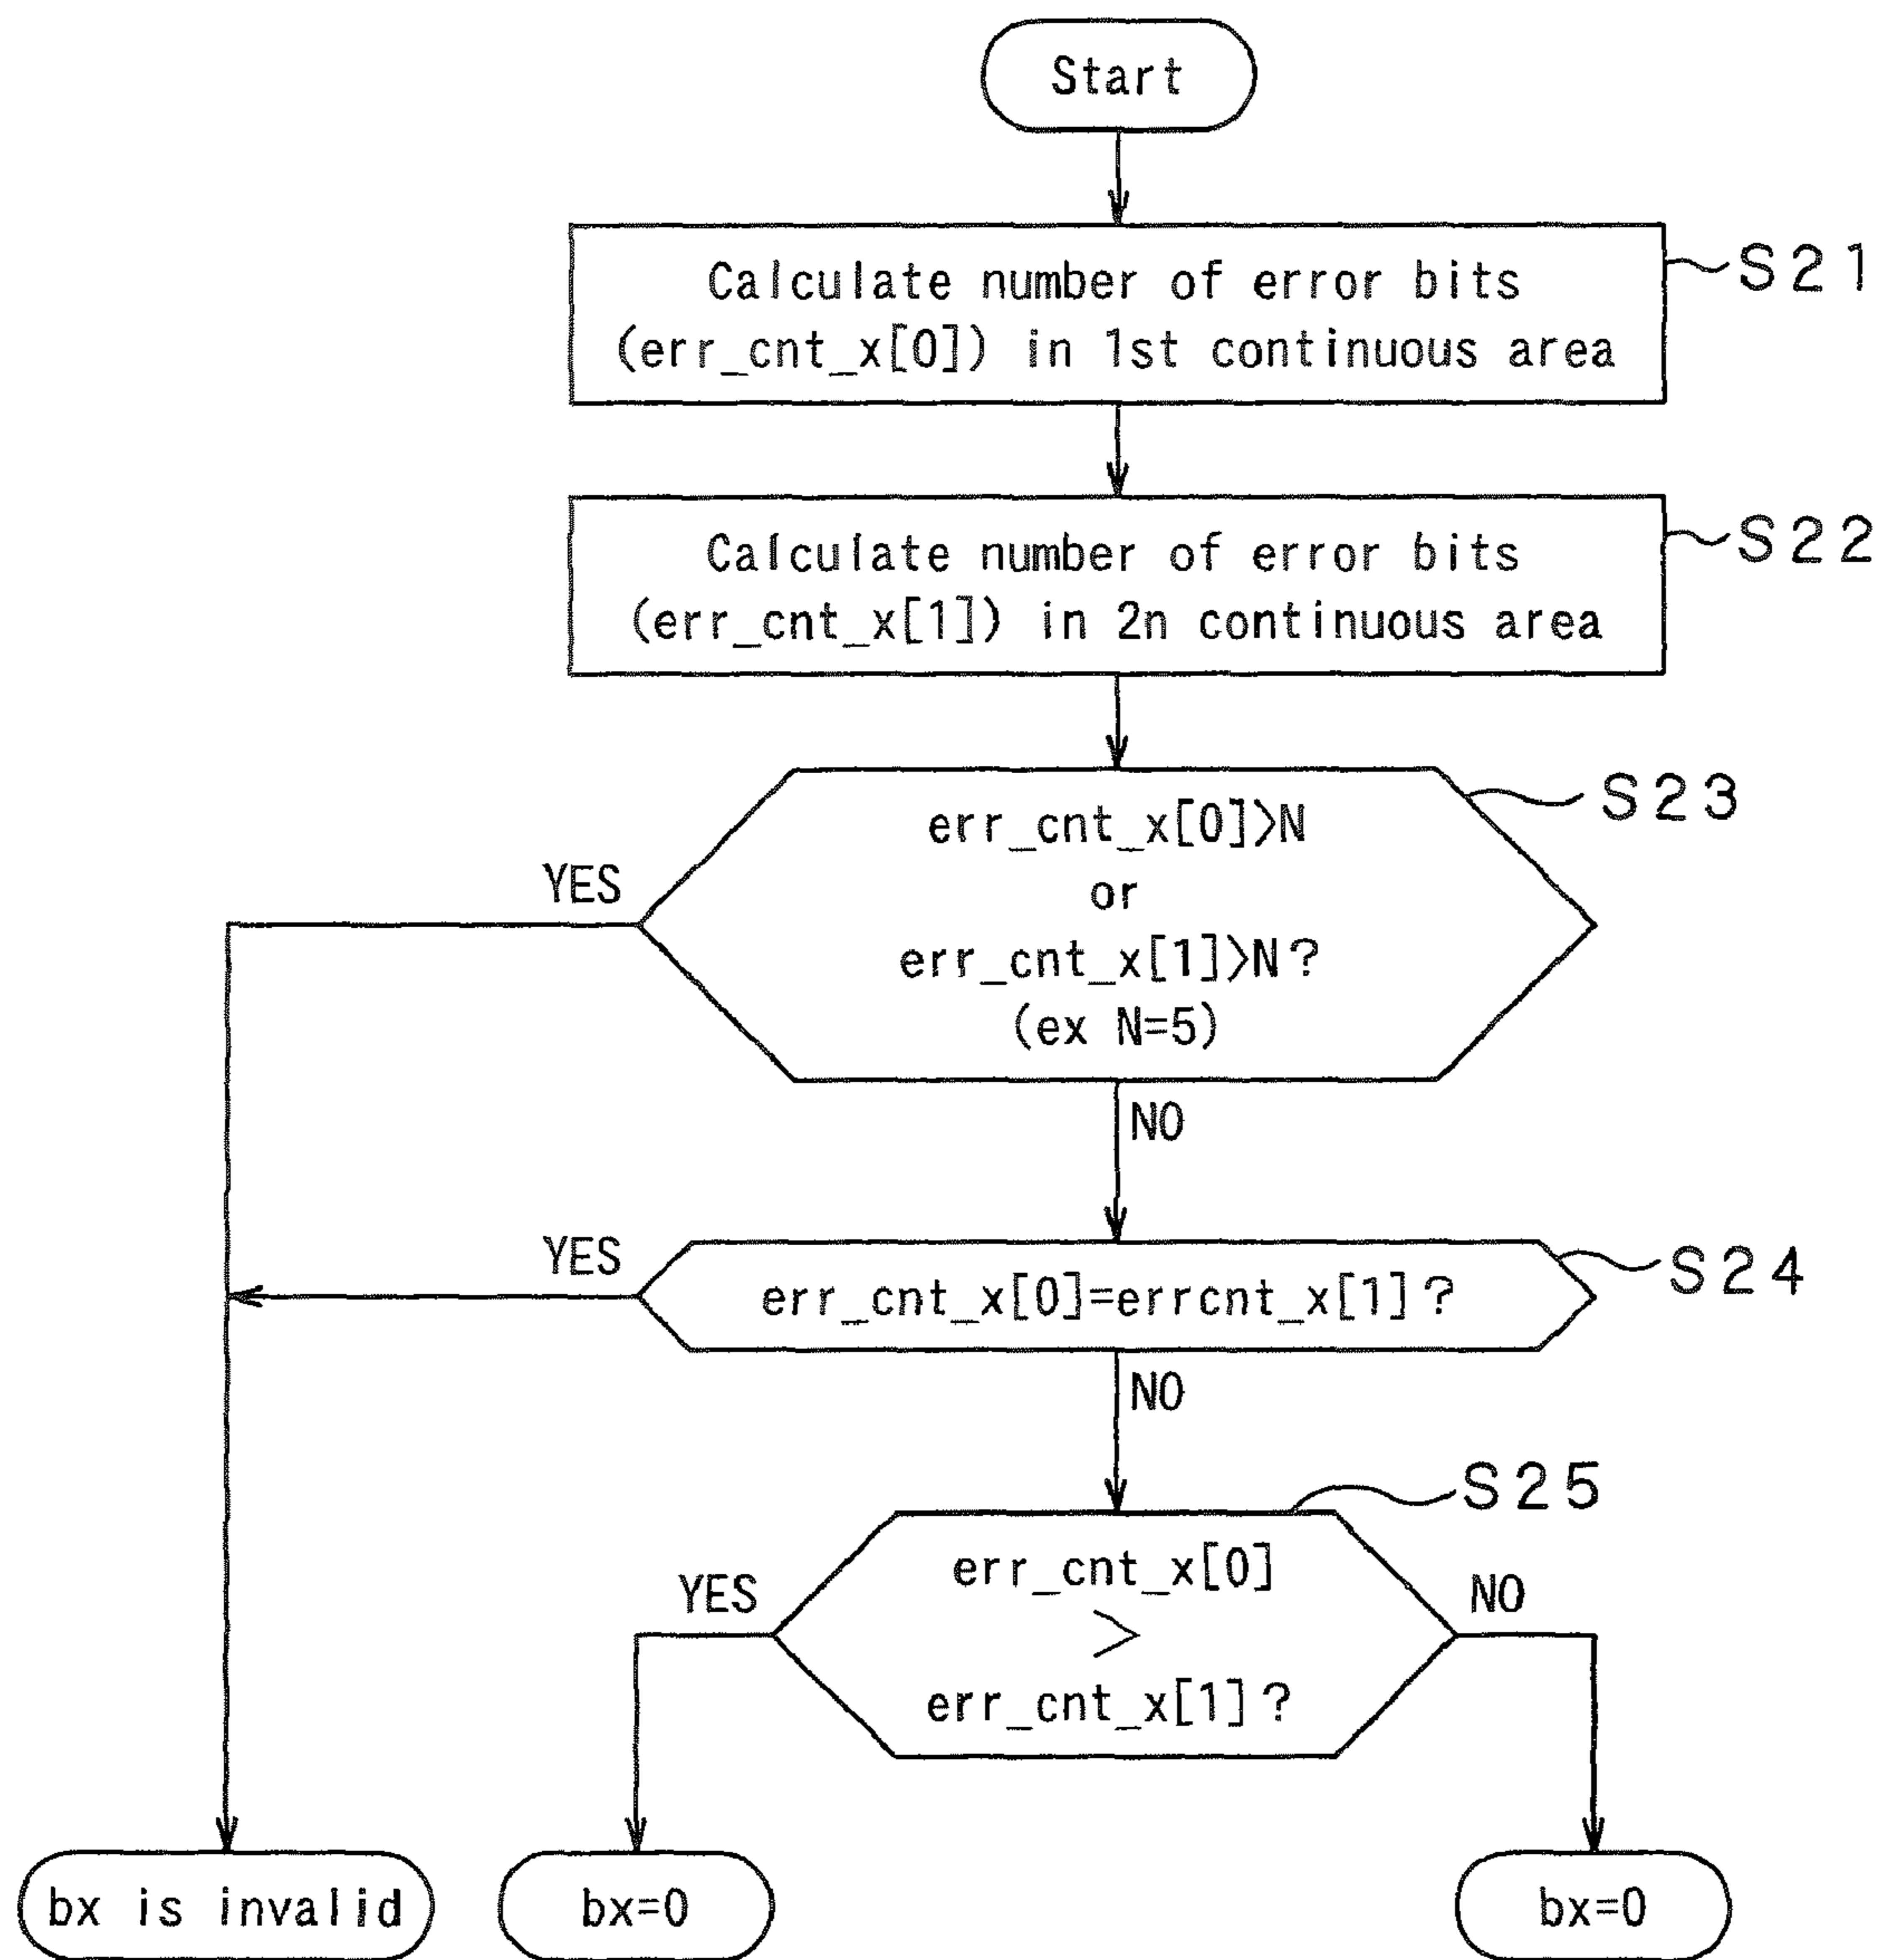 Start
Calculate number of error bits
(err_cnt_x[0]) in 1st continuous area
S21
Calculate number of error bits
(err_cnt_x[1]) in 2n continuous area
S22
err_cnt_x[0]>N
or
err_cnt_x[1]>N?
(ex N=5)
S23
YES
NO
err_cnt_x[0]=errcnt_x[1]?
S24
YES
NO
err_cnt_x[0]
>
err_cnt_x[1]?
S25
YES
NO
bx is invalid
bx=0
bx=0